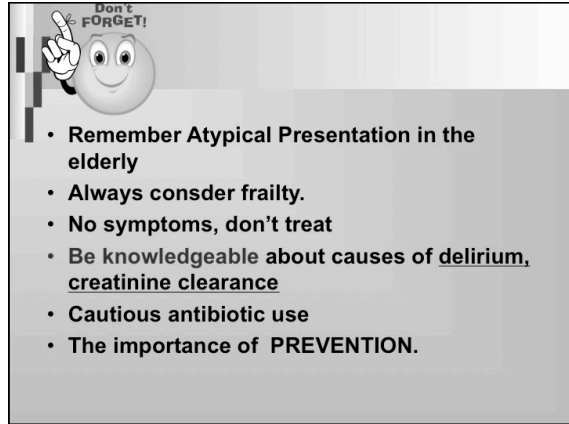 Don't
FORGET!
• Remember Atypical Presentation in the
elderly
• Always consder frailty.
• No symptoms, don't treat
• Be knowledgeable about causes of delirium,
creatinine clearance
• Cautious antibiotic use
• The importance of  PREVENTION.